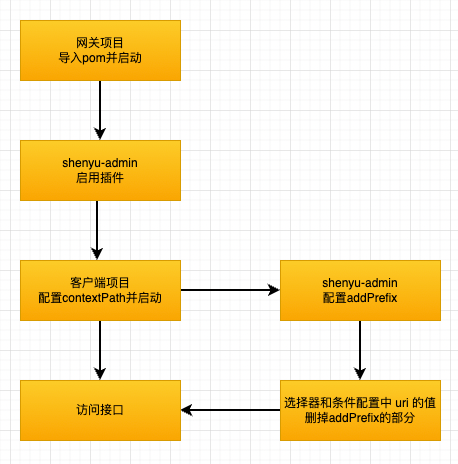 网关项目
导入pom并启动
shenyu-admin
启用插件
客户端项目
配置contextPath并启动
shenyu-admin
配置addPrefix
访问接口
选择器和条件配置中 uri 的值
删掉addPrefix的部分